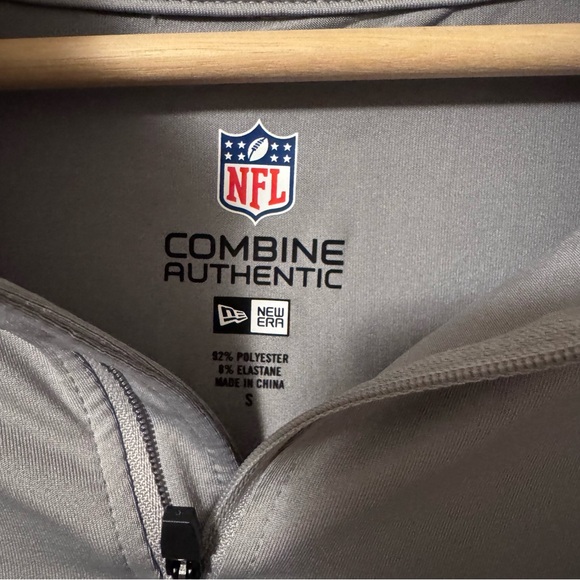 NFL
COMBINE
AUTHENTIC
NEW
ERA
92% POLYESTER
8% ELASTANE
MADE IN CHINA
S